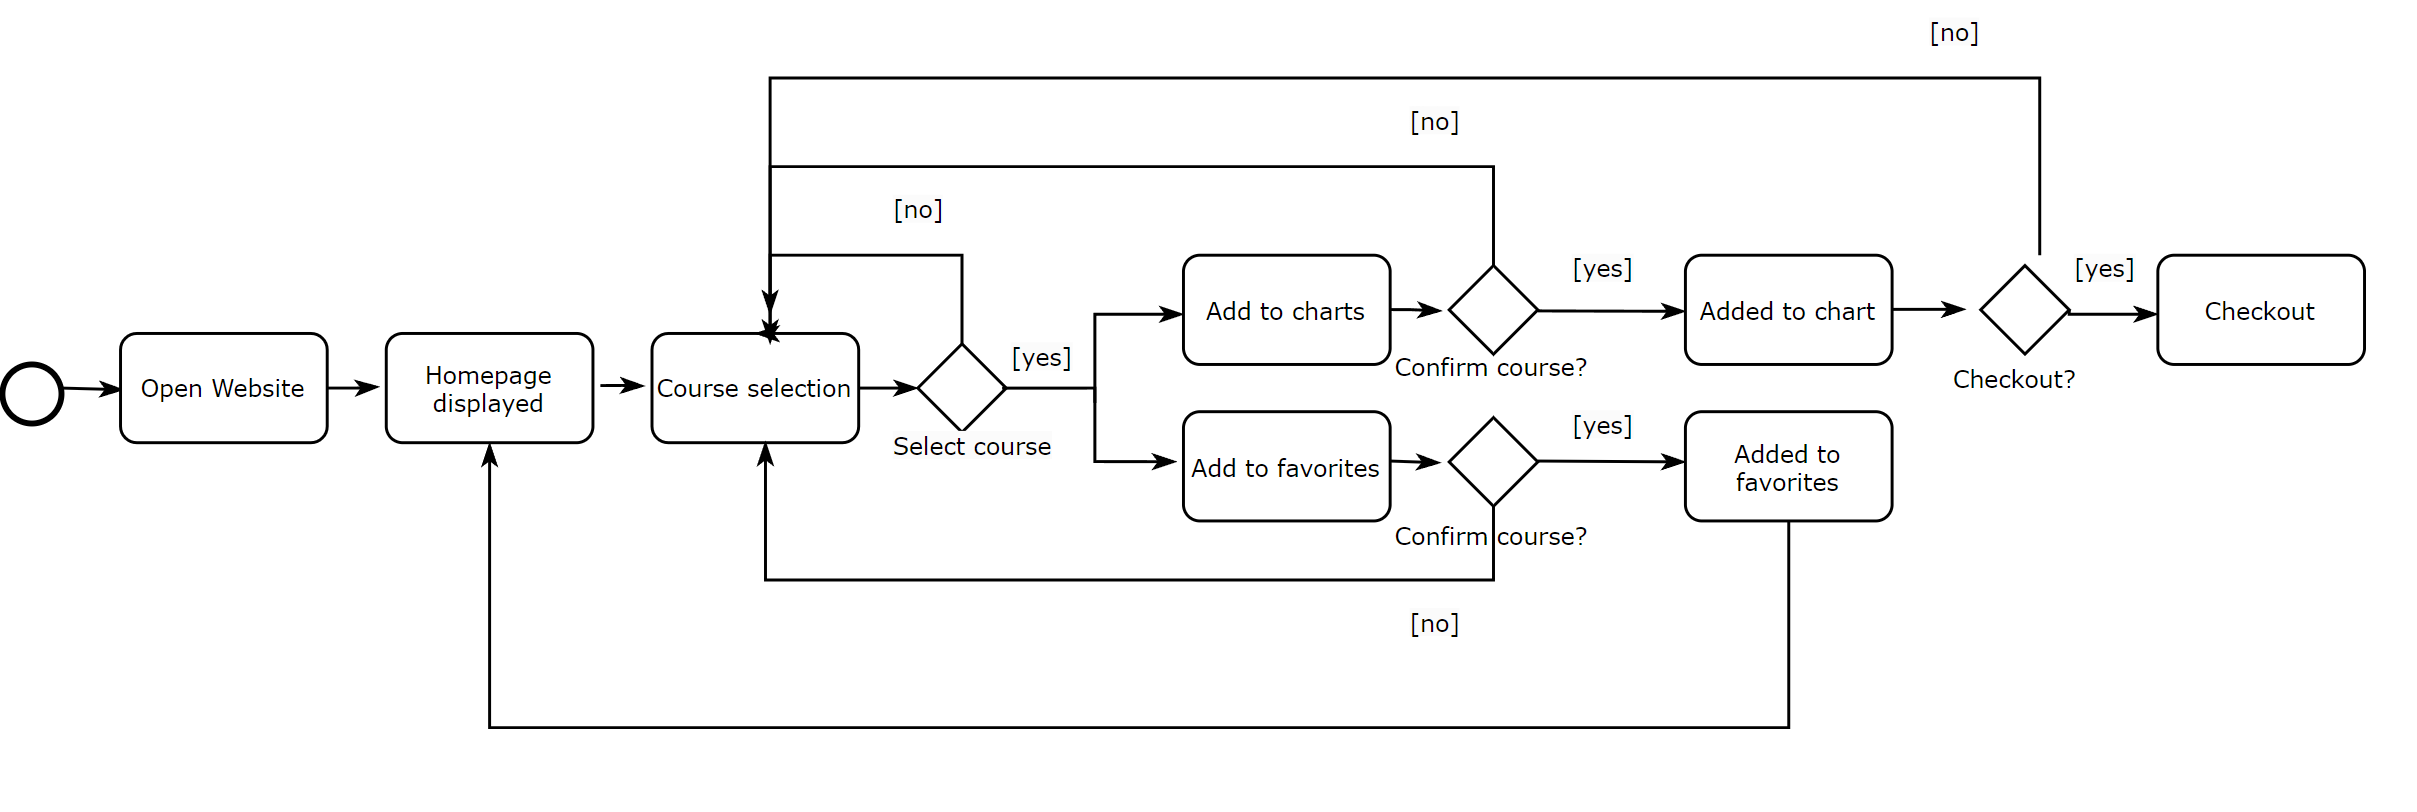 [no]
[no]
[no]
[yes]
[yes]
Add to charts
Added to chart
Checkout
Homepage
displayed
Open Website
Course selection
[yes]
Confirm course?
Checkout?
Select course
[yes]
Add to favorites
Added to
favorites
Confirm course?
[no]